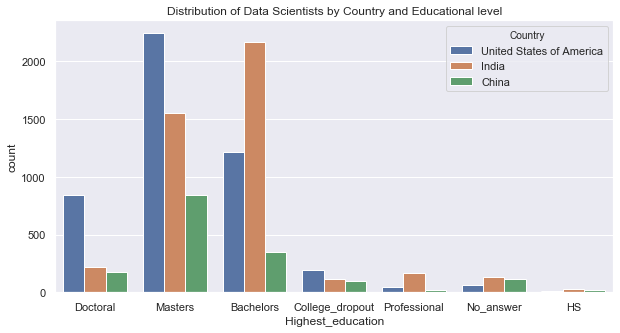 Distribution of Data Scientists by Country and Educational level
Country
United States of America
India
China
count
2000
1500
1000
500
0
Doctoral Masters Bachelors College_dropout Professional No_answer HS
Highest_education